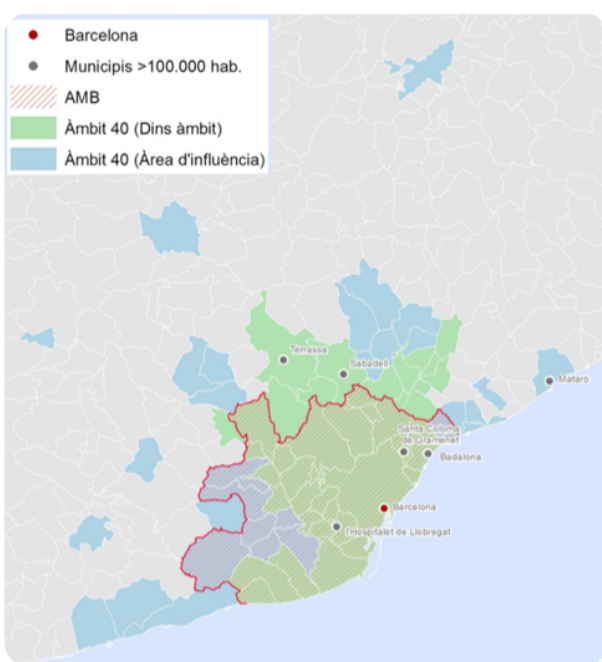 Barcelona
Municipis >100.000 hab.
AMB
Àmbit 40 (Dins àmbit)
Àmbit 40 (Àrea d'influència)
Terrassa
Sabadell
Mataró
Santa Coloma
de Gramenet
Badalona
Barcelona
l'Hospitalet de Llobregat